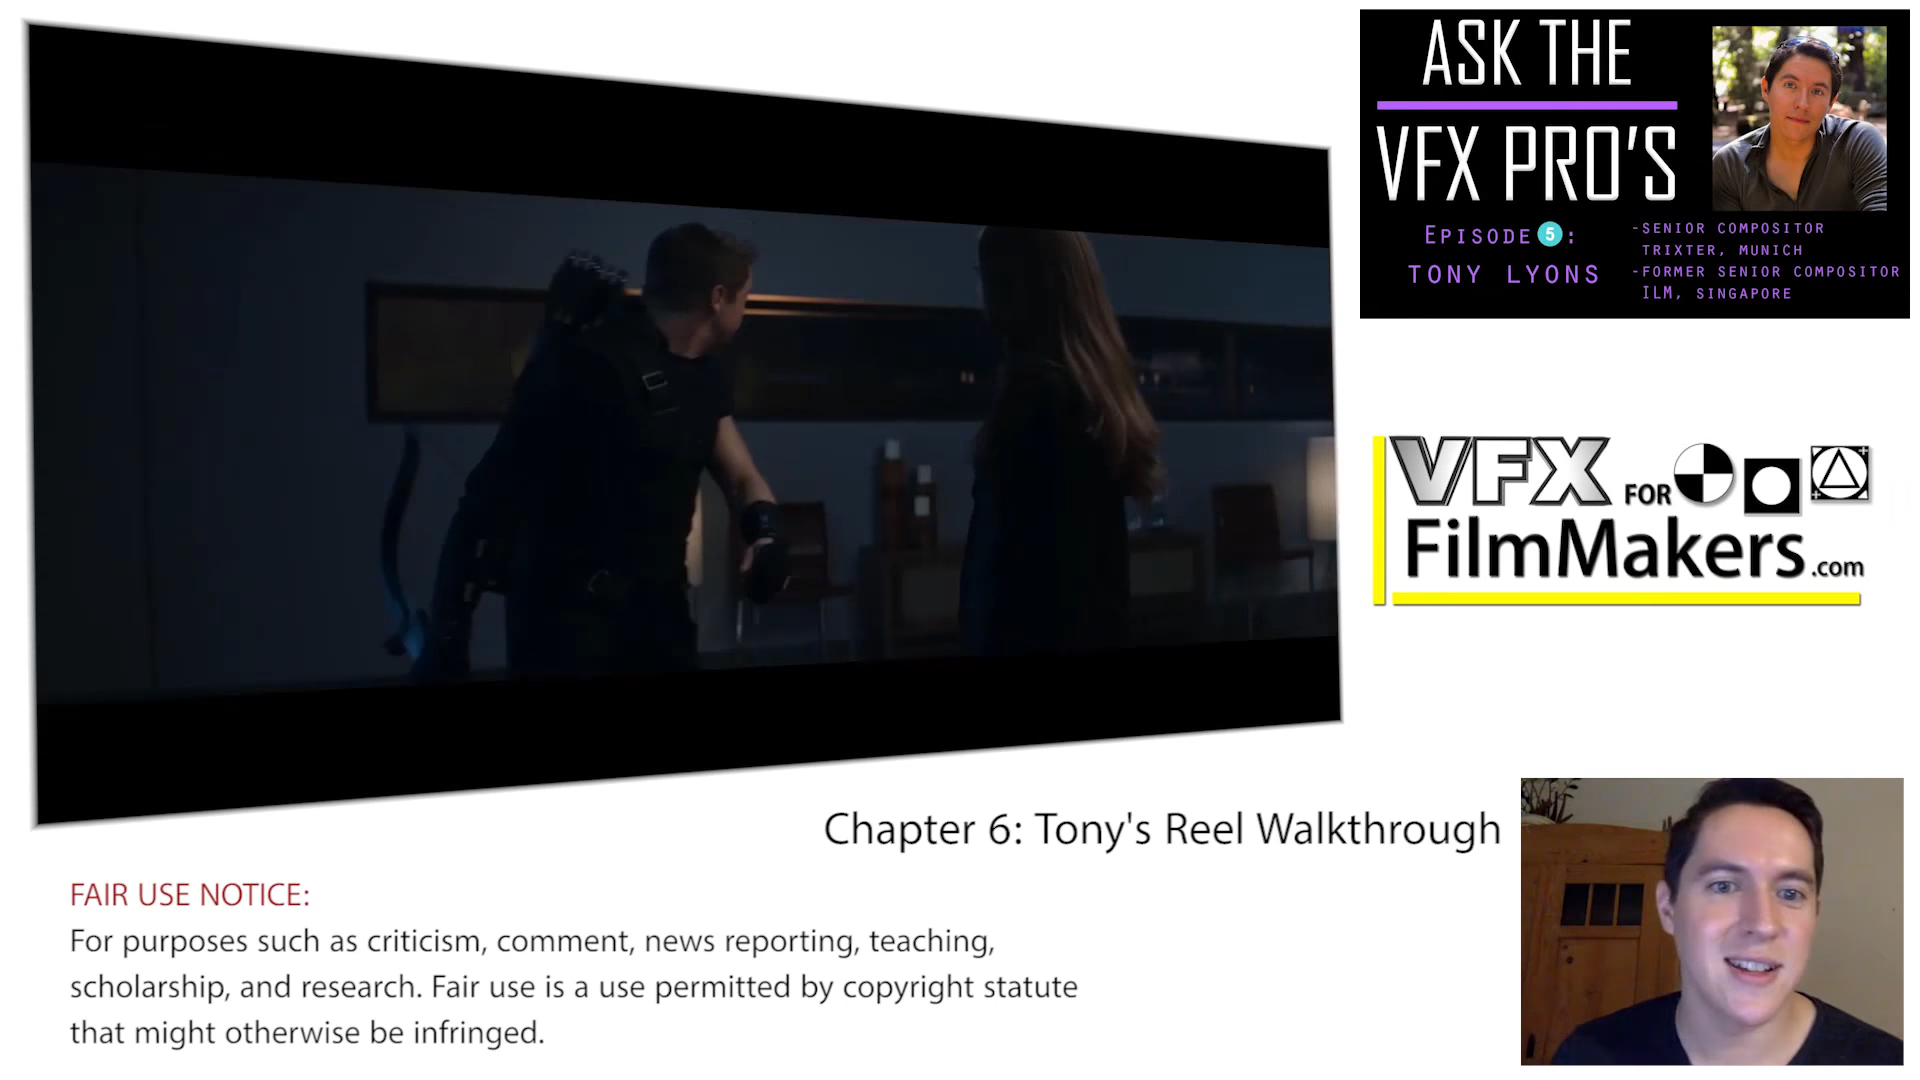 ASK THE
VFX PRO'S
EPISODE 5:
TONY LYONS
-SENIOR COMPOSITOR
TRIXTER, MUNICH
-FORMER SENIOR COMPOSITOR
ILM, SINGAPORE
VFX FOR
FilmMakers.com
Chapter 6: Tony's Reel Walkthrough
FAIR USE NOTICE:
For purposes such as criticism, comment, news reporting, teaching,
scholarship, and research. Fair use is a use permitted by copyright statute
that might otherwise be infringed.